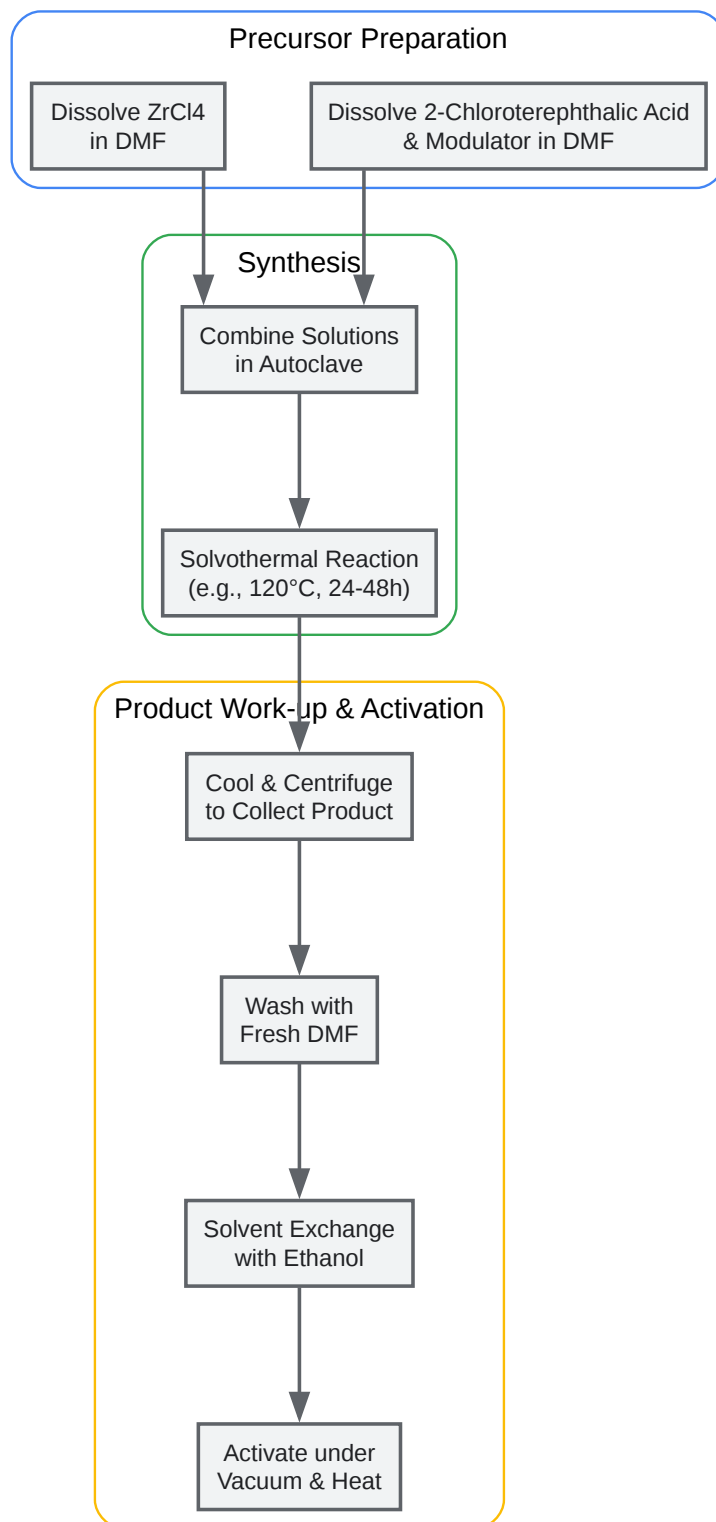 Precursor Preparation
Dissolve ZrCl4
in DMF
Dissolve 2-Chloroterephthalic Acid
& Modulator in DMF
Synthesis
Combine Solutions
in Autoclave
Solvothermal Reaction
(e.g., 120°C, 24-48h)
Product Work-up & Activation
Cool & Centrifuge
to Collect Product
Wash with
Fresh DMF
Solvent Exchange
with Ethanol
Activate under
Vacuum & Heat